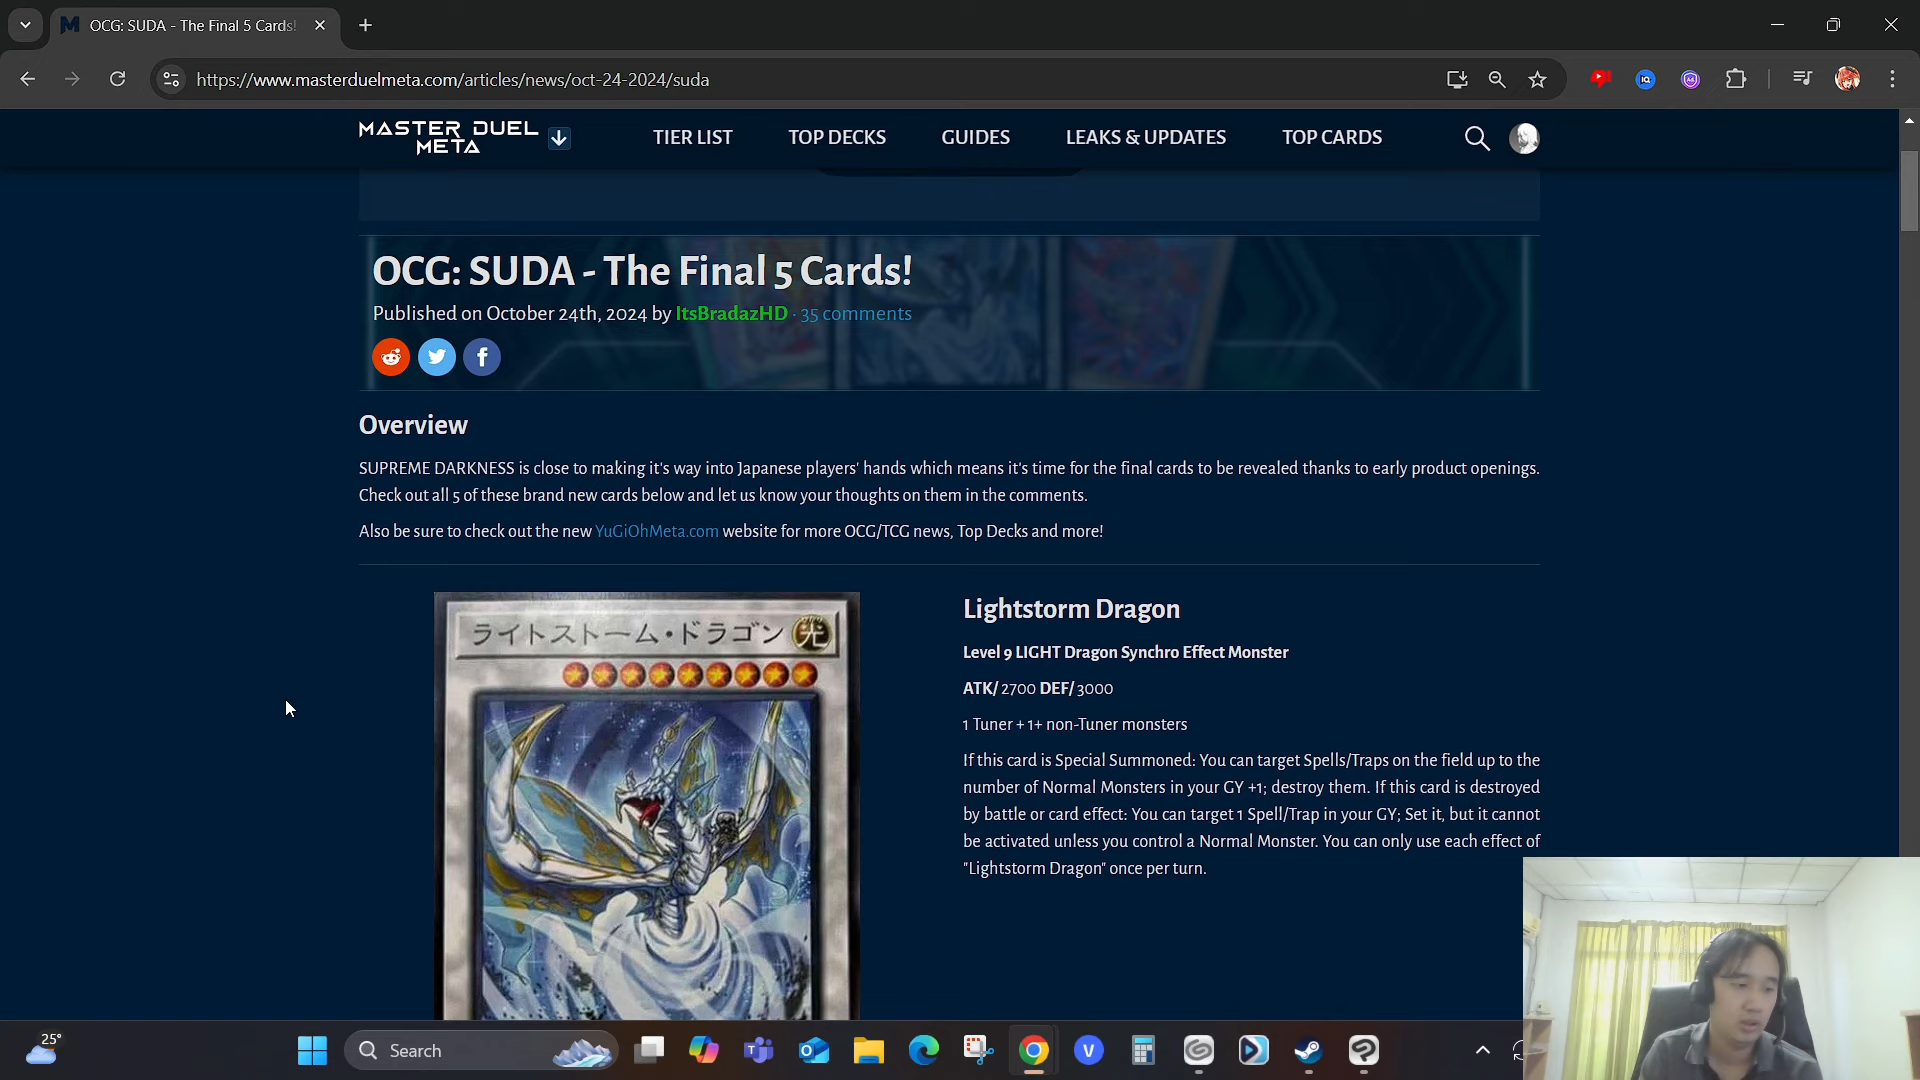 OCG: SUDA - The Final 5 Cards!
https://www.masterduelmeta.com/articles/news/oct-24-2024/suda
MASTER DUEL
META
TIER LIST
TOP DECKS
GUIDES
LEAKS & UPDATES
TOP CARDS
OCG: SUDA - The Final 5 Cards!
Published on October 24th, 2024 by ItsBradazHD · 35 comments
Overview
SUPREME DARKNESS is close to making it's way into Japanese players' hands which means it's time for the final cards to be revealed thanks to early product openings.
Check out all 5 of these brand new cards below and let us know your thoughts on them in the comments.
Also be sure to check out the new YuGiOhMeta.com website for more OCG/TCG news, Top Decks and more!
ライトストーム・ドラゴン 光
Lightstorm Dragon
Level 9 LIGHT Dragon Synchro Effect Monster
ATK/ 2700 DEF/ 3000
1 Tuner + 1+ non-Tuner monsters
If this card is Special Summoned: You can target Spells/Traps on the field up to the
number of Normal Monsters in your GY +1; destroy them. If this card is destroyed
by battle or card effect: You can target 1 Spell/Trap in your GY; Set it, but it cannot
be activated unless you control a Normal Monster. You can only use each effect of
"Lightstorm Dragon" once per turn.
25°
Search